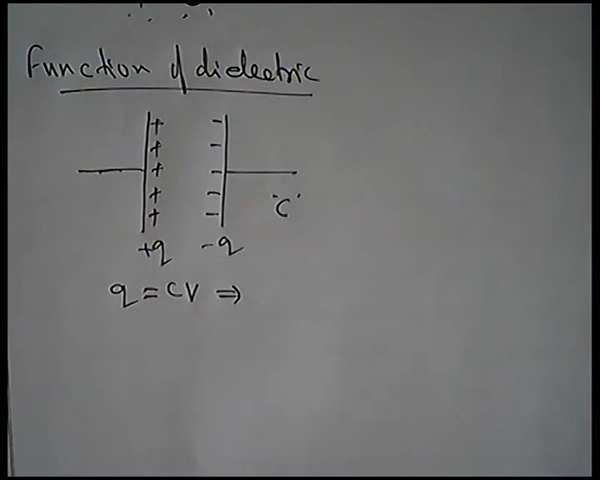 Function of dielectric
+ -
+ -
+ -
+ -
+ -
'C'
+q -q
q = CV ⇒